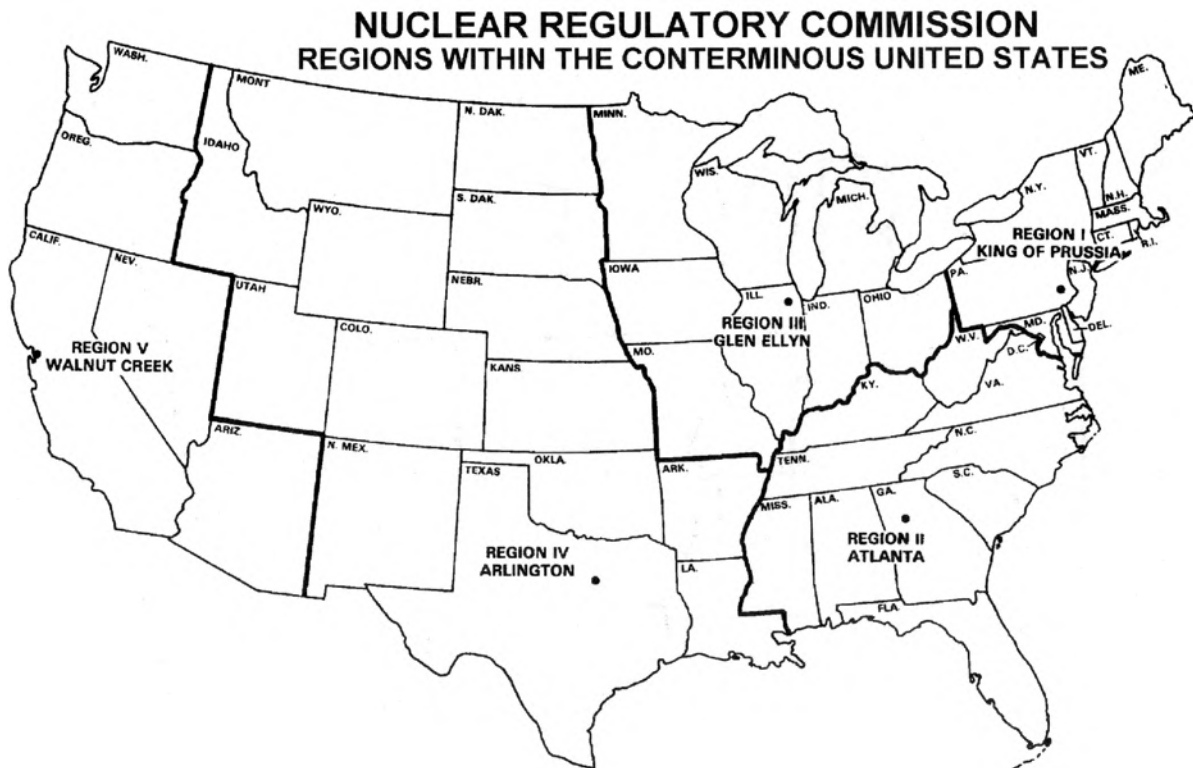 NUCLEAR REGULATORY COMMISSION
REGIONS WITHIN THE CONTERMINOUS UNITED STATES
WASH.
MONT
N. DAK.
MINN.
ME.
OREG.
IDAHO
WIS.
VT.
S. DAK.
MICH.
N.Y.
N.H.
WYO.
MASS.
REGION I
KING OF PRUSSIA
CT.
R.I.
CALIF.
NEV.
IOWA
PA.
N.J.
UTAH
NEBR.
ILL.
IND.
OHIO
COLO.
REGION III
GLEN ELLYN
MD.
DEL.
W.V.
D.C.
REGION V
WALNUT CREEK
MO.
KANS
KY.
VA.
ARIZ.
N. MEX.
OKLA.
TEXAS
ARK.
TENN.
N.C.
S.C.
MISS.
ALA.
GA.
REGION IV
ARLINGTON
REGION II
ATLANTA
LA.
FLA.